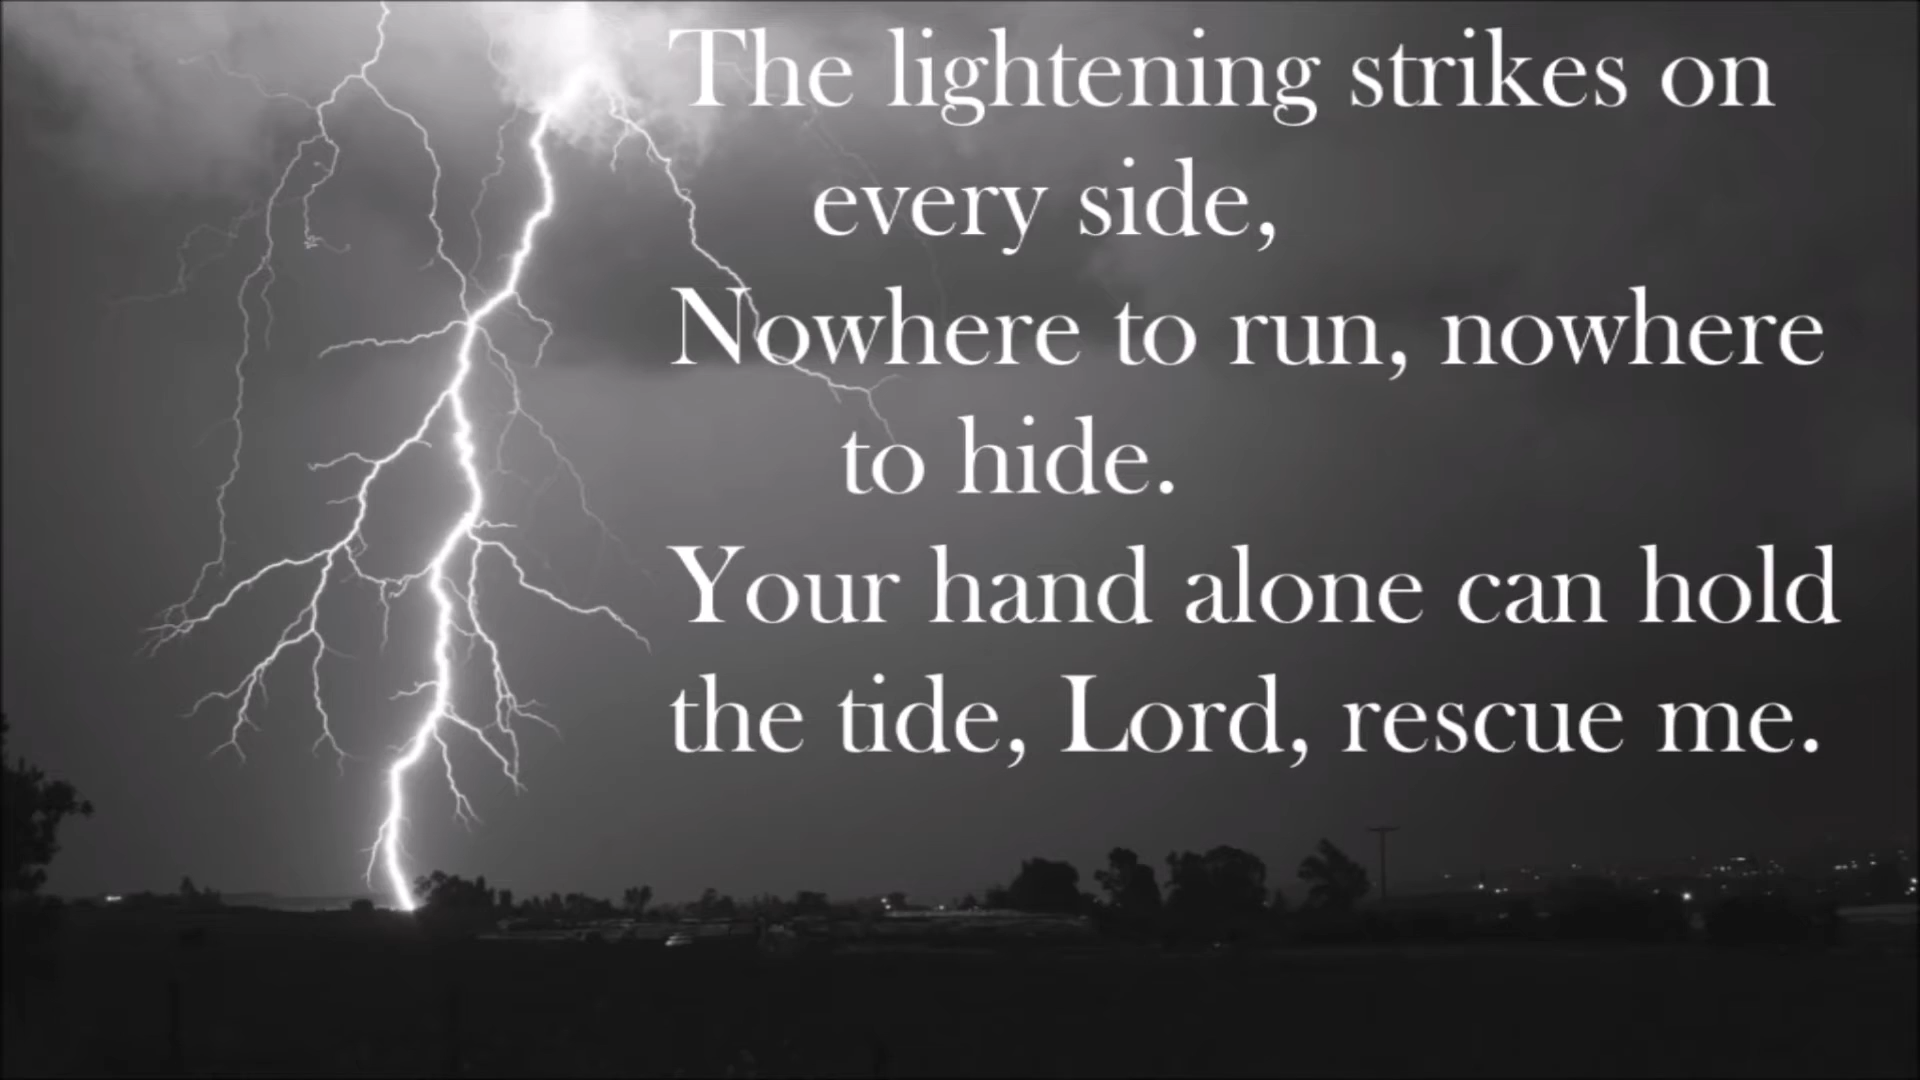 The lightening strikes on
every side,
Nowhere to run, nowhere
to hide.
Your hand alone can hold
the tide, Lord, rescue me.